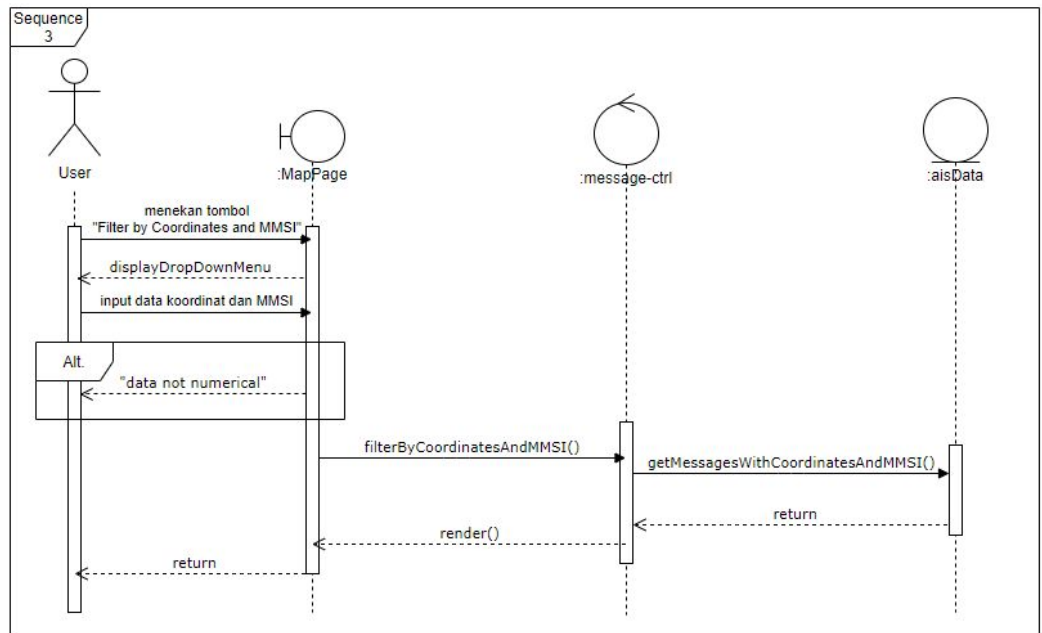 Sequence
3
User
:MapPage
:message-ctrl
:aisData
menekan tombol
"Filter by Coordinates and MMSI"
displayDropDownMenu
input data koordinat dan MMSI
Alt.
"data not numerical"
filterByCoordinatesAndMMSI()
getMessagesWithCoordinatesAndMMSI()
return
render()
return